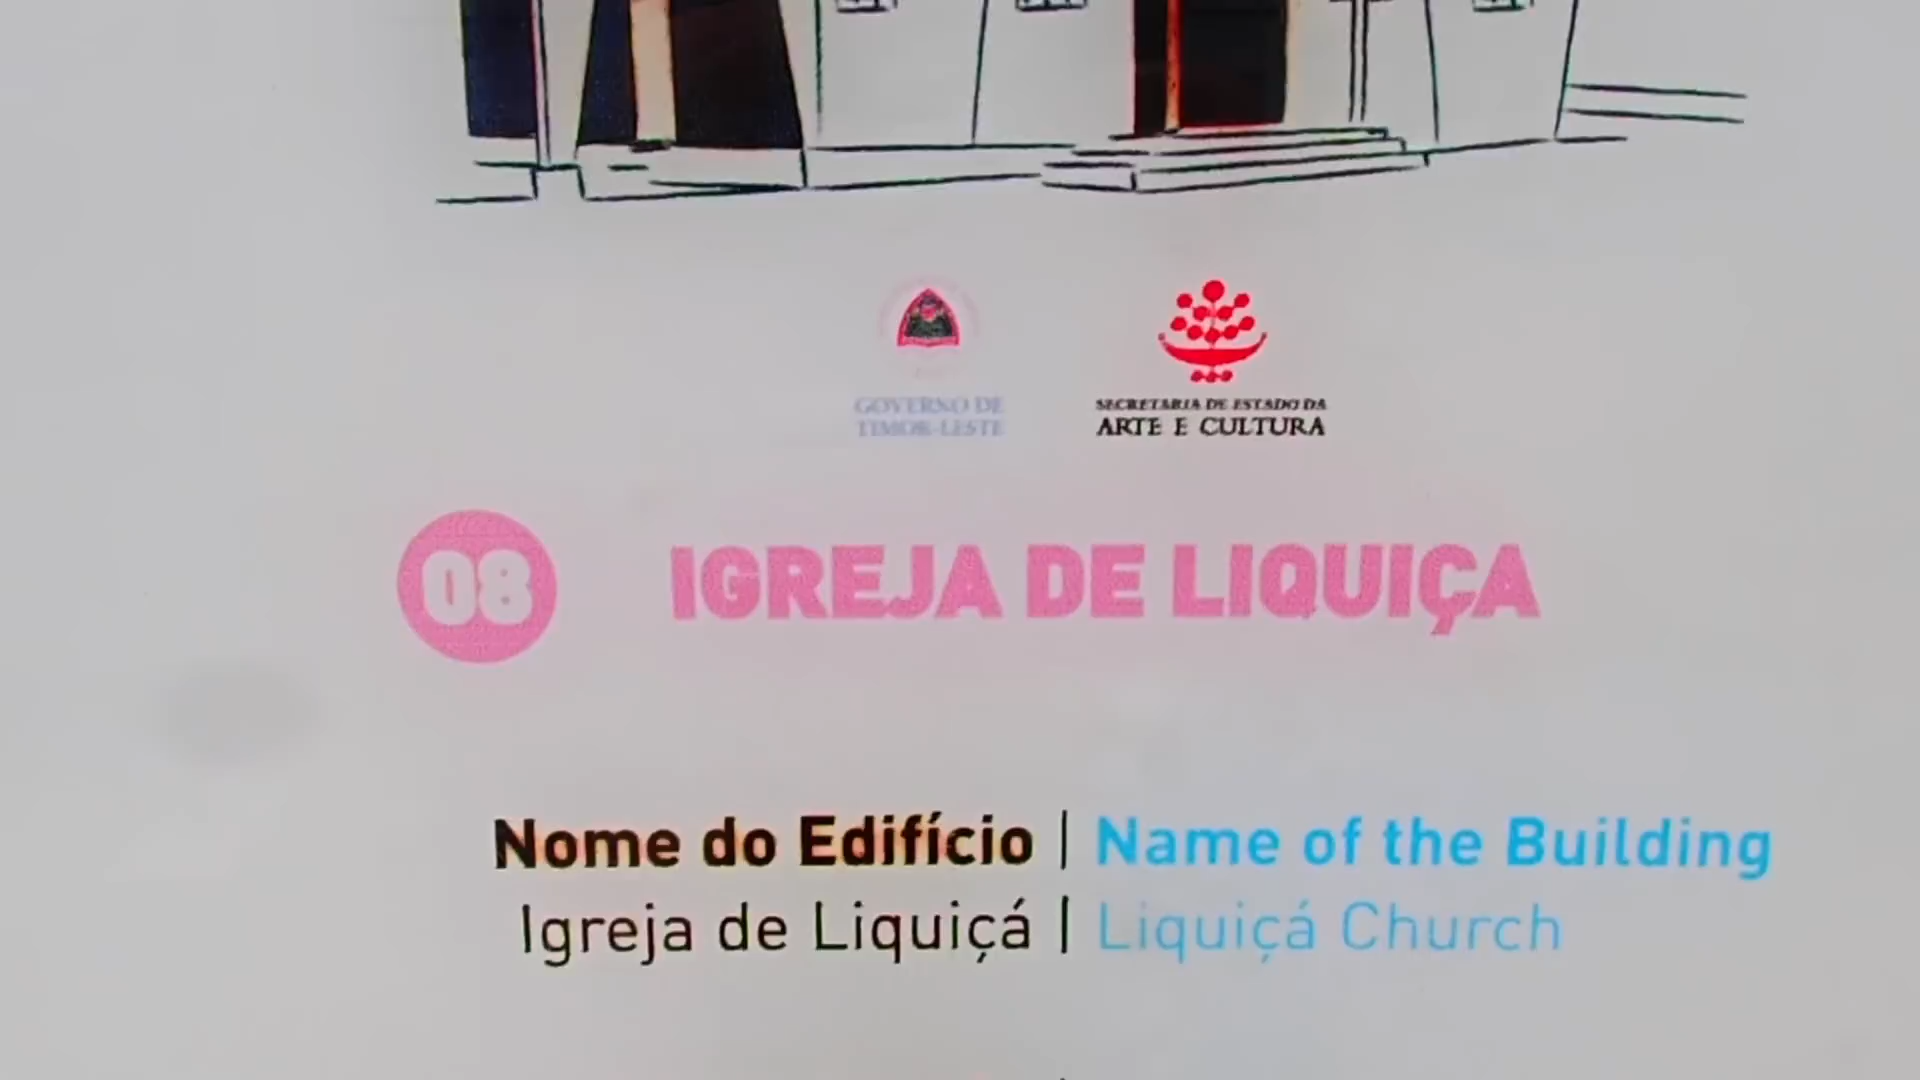 GOVERNO DE
TIMOR-LESTE
SECRETARIA DE ESTADO DA
ARTE E CULTURA
08 IGREJA DE LIQUIÇA
Nome do Edifício | Name of the Building
Igreja de Liquiçá | Liquiçá Church